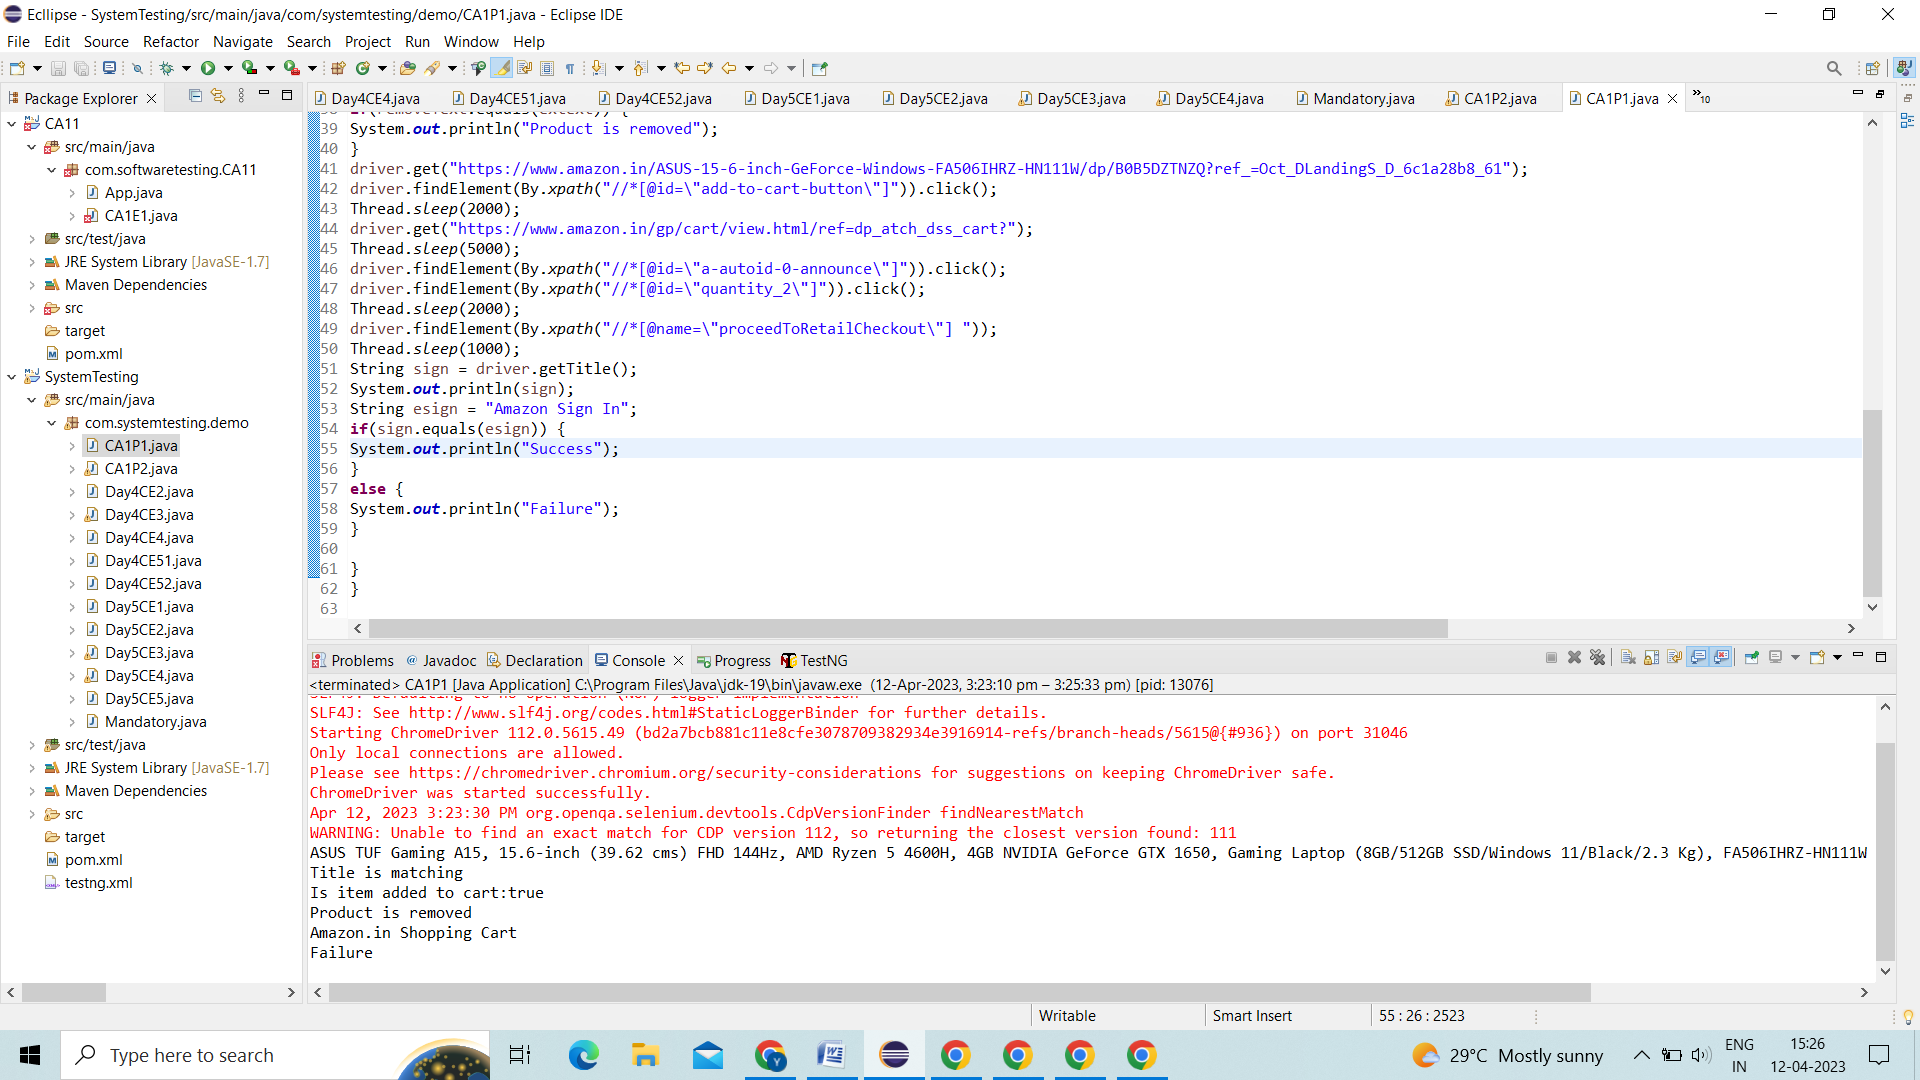 Ecllipse - SystemTesting/src/main/java/com/systemtesting/demo/CA1P1.java - Eclipse IDE
File Edit Source Refactor Navigate Search Project Run Window Help
Package Explorer
Day4CE4.java Day4CE51.java Day4CE52.java Day5CE1.java Day5CE2.java Day5CE3.java Day5CE4.java Mandatory.java CA1P2.java CA1P1.java »10
CA11
src/main/java
com.softwaretesting.CA11
App.java
CA1E1.java
src/test/java
JRE System Library [JavaSE-1.7]
Maven Dependencies
src
target
pom.xml
SystemTesting
src/main/java
com.systemtesting.demo
CA1P1.java
CA1P2.java
Day4CE2.java
Day4CE3.java
Day4CE4.java
Day4CE51.java
Day4CE52.java
Day5CE1.java
Day5CE2.java
Day5CE3.java
Day5CE4.java
Day5CE5.java
Mandatory.java
src/test/java
JRE System Library [JavaSE-1.7]
Maven Dependencies
src
target
pom.xml
testng.xml
39 System.out.println("Product is removed");
40 }
41 driver.get("https://www.amazon.in/ASUS-15-6-inch-GeForce-Windows-FA506IHRZ-HN111W/dp/B0B5DZTNZQ?ref_=Oct_DLandingS_D_6c1a28b8_61");
42 driver.findElement(By.xpath("//*[@id=\"add-to-cart-button\"]")).click();
43 Thread.sleep(2000);
44 driver.get("https://www.amazon.in/gp/cart/view.html/ref=dp_atch_dss_cart?");
45 Thread.sleep(5000);
46 driver.findElement(By.xpath("//*[@id=\"a-autoid-0-announce\"]")).click();
47 driver.findElement(By.xpath("//*[@id=\"quantity_2\"]")).click();
48 Thread.sleep(2000);
49 driver.findElement(By.xpath("//*[@name=\"proceedToRetailCheckout\"] "));
50 Thread.sleep(1000);
51 String sign = driver.getTitle();
52 System.out.println(sign);
53 String esign = "Amazon Sign In";
54 if(sign.equals(esign)) {
55 System.out.println("Success");
56 }
57 else {
58 System.out.println("Failure");
59 }
60
61 }
62 }
63
Problems Javadoc Declaration Console Progress TestNG
<terminated> CA1P1 [Java Application] C:\Program Files\Java\jdk-19\bin\javaw.exe (12-Apr-2023, 3:23:10 pm – 3:25:33 pm) [pid: 13076]
SLF4J: See http://www.slf4j.org/codes.html#StaticLoggerBinder for further details.
Starting ChromeDriver 112.0.5615.49 (bd2a7bcb881c11e8cfe3078709382934e3916914-refs/branch-heads/5615@{#936}) on port 31046
Only local connections are allowed.
Please see https://chromedriver.chromium.org/security-considerations for suggestions on keeping ChromeDriver safe.
ChromeDriver was started successfully.
Apr 12, 2023 3:23:30 PM org.openqa.selenium.devtools.CdpVersionFinder findNearestMatch
WARNING: Unable to find an exact match for CDP version 112, so returning the closest version found: 111
ASUS TUF Gaming A15, 15.6-inch (39.62 cms) FHD 144Hz, AMD Ryzen 5 4600H, 4GB NVIDIA GeForce GTX 1650, Gaming Laptop (8GB/512GB SSD/Windows 11/Black/2.3 Kg), FA506IHRZ-HN111W
Title is matching
Is item added to cart:true
Product is removed
Amazon.in Shopping Cart
Failure
Writable Smart Insert 55 : 26 : 2523
Type here to search
29°C Mostly sunny
ENG
IN
15:26
12-04-2023